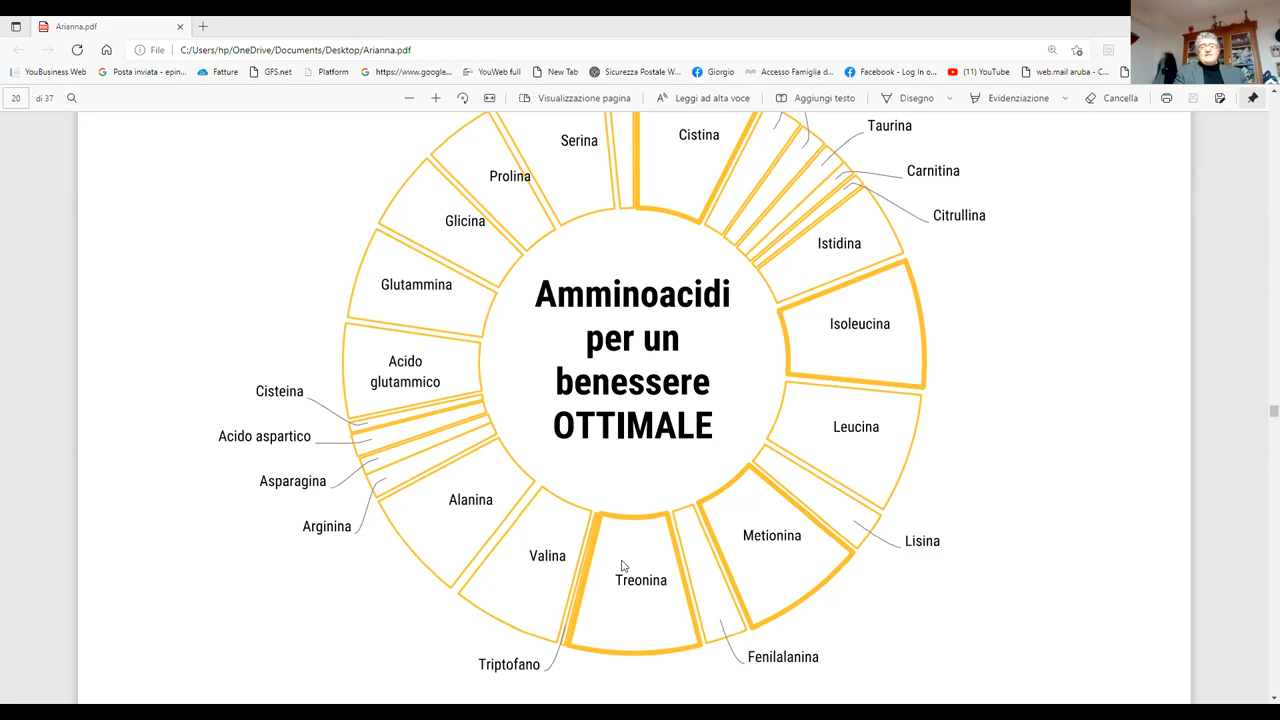 Arianna.pdf
File
C:/Users/hp/OneDrive/Documents/Desktop/Arianna.pdf
YouBusiness Web
Posta inviata - epin...
Fatture
GFS.net
Platform
https://www.google...
YouWeb full
New Tab
Sicurezza Postale W...
Giorgio
Accesso Famiglia d...
Facebook - Log In o...
(11) YouTube
web.mail aruba - C...
20 di 37
Visualizzazione pagina
Leggi ad alta voce
Aggiungi testo
Disegno
Evidenziazione
Cancella
Serina
Cistina
Taurina
Prolina
Carnitina
Glicina
Citrullina
Istidina
Glutammina
Amminoacidi
per un
benessere
OTTIMALE
Isoleucina
Acido
glutammico
Cisteina
Leucina
Acido aspartico
Asparagina
Alanina
Arginina
Metionina
Lisina
Valina
Treonina
Triptofano
Fenilalanina